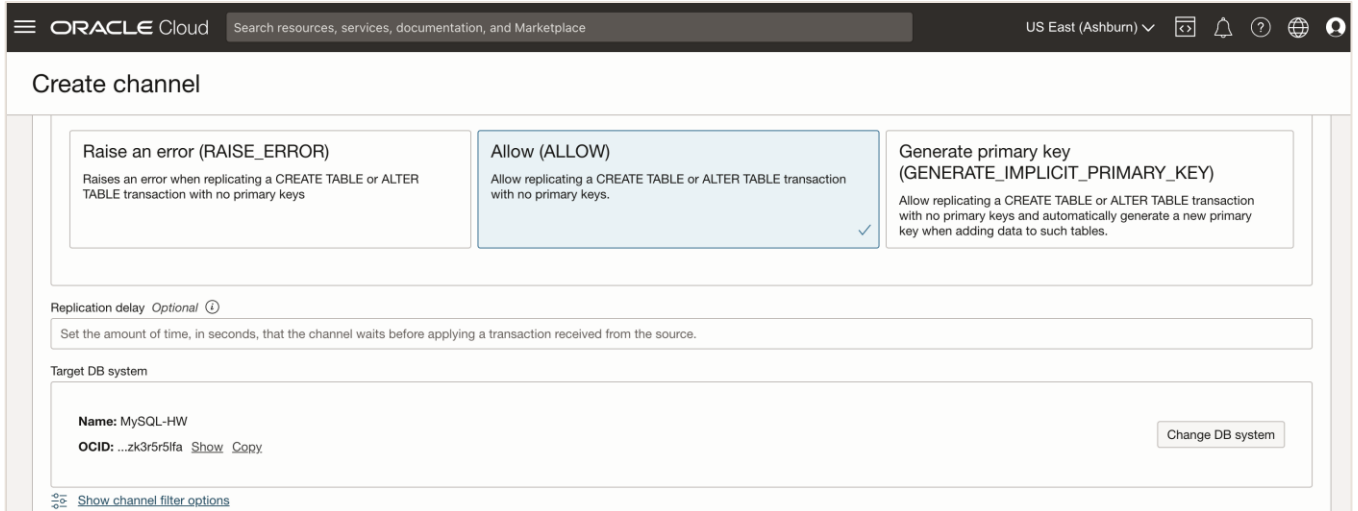 ORACLE Cloud
Search resources, services, documentation, and Marketplace
US East (Ashburn)
Create channel
Raise an error (RAISE_ERROR)
Raises an error when replicating a CREATE TABLE or ALTER
TABLE transaction with no primary keys
Allow (ALLOW)
Allow replicating a CREATE TABLE or ALTER TABLE transaction
with no primary keys.
Generate primary key
(GENERATE_IMPLICIT_PRIMARY_KEY)
Allow replicating a CREATE TABLE or ALTER TABLE transaction
with no primary keys and automatically generate a new primary
key when adding data to such tables.
Replication delay Optional
Set the amount of time, in seconds, that the channel waits before applying a transaction received from the source.
Target DB system
Name: MySQL-HW
OCID: ...zk3r5r5lfa Show Copy
Change DB system
Show channel filter options